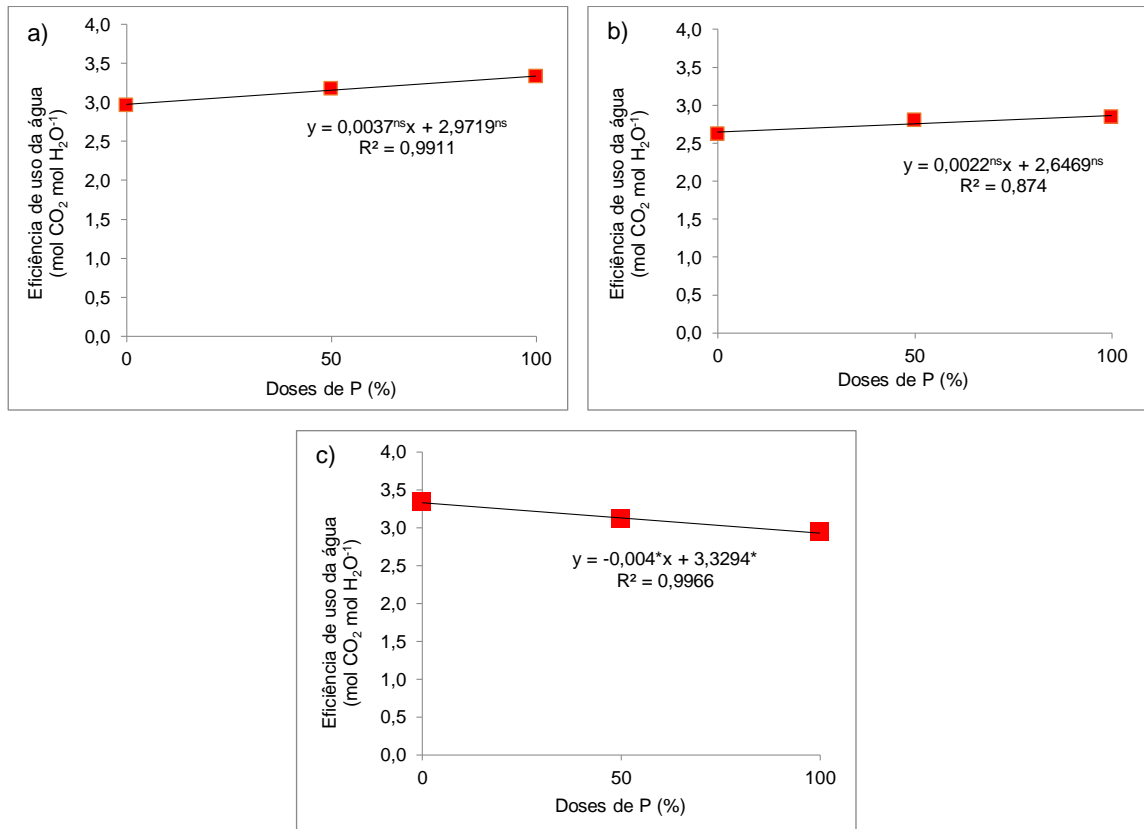 a)
Eficiência de uso da água
(mol CO₂ mol H₂O⁻¹)
4,0
3,5
3,0
2,5
2,0
1,5
1,0
0,5
0,0
y = 0,0037ⁿˢx + 2,9719ⁿˢ
R² = 0,9911
0 50 100
Doses de P (%)
b)
Eficiência de uso da água
(mol CO₂ mol H₂O⁻¹)
4,0
3,5
3,0
2,5
2,0
1,5
1,0
0,5
0,0
y = 0,0022ⁿˢx + 2,6469ⁿˢ
R² = 0,874
0 50 100
Doses de P (%)
c)
Eficiência de uso da água
(mol CO₂ mol H₂O⁻¹)
4,0
3,5
3,0
2,5
2,0
1,5
1,0
0,5
0,0
y = -0,004*x + 3,3294*
R² = 0,9966
0 50 100
Doses de P (%)